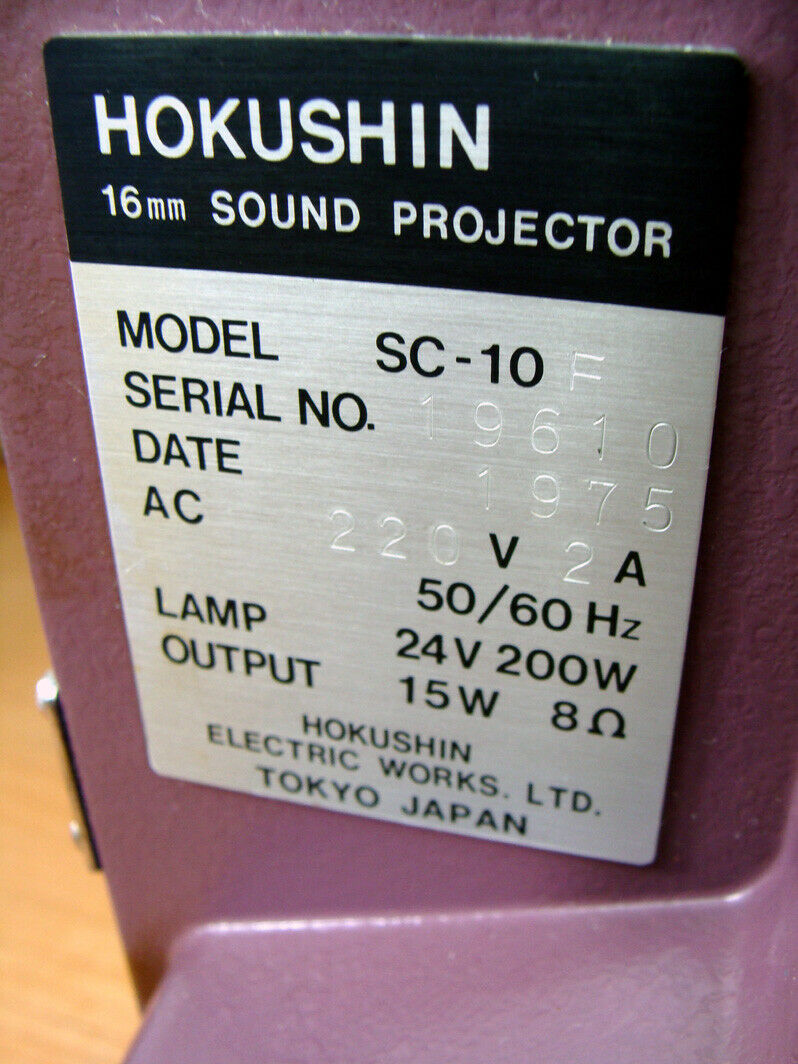 HOKUSHIN
16mm SOUND PROJECTOR
MODEL SC-10 F
SERIAL NO. 19610
DATE 1975
AC 220 V 2 A
50/60 Hz
LAMP 24V 200W
OUTPUT 15W 8Ω
HOKUSHIN
ELECTRIC WORKS. LTD.
TOKYO JAPAN